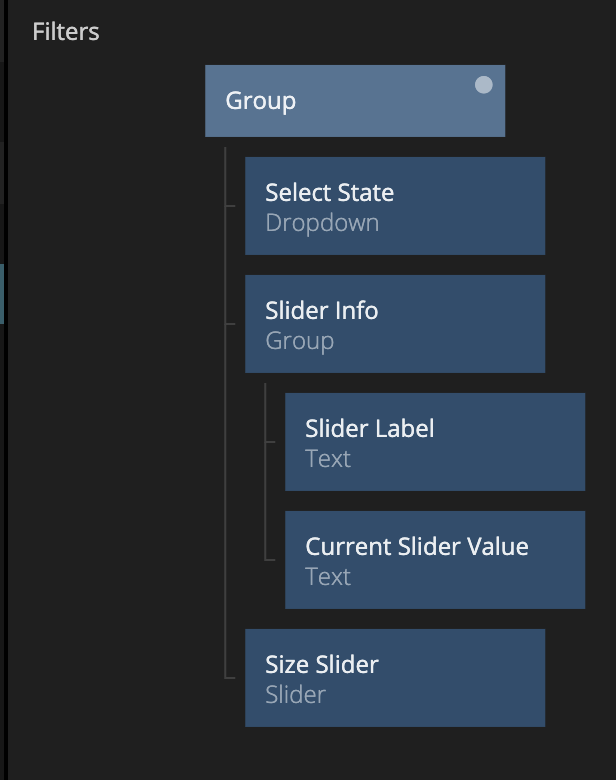 Filters
Group
Select State
Dropdown
Slider Info
Group
Slider Label
Text
Current Slider Value
Text
Size Slider
Slider